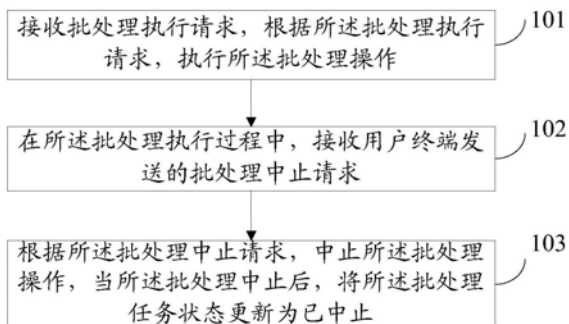 接收批处理执行请求，根据所述批处理执行
请求，执行所述批处理操作
101
在所述批处理执行过程中，接收用户终端发
送的批处理中止请求
102
根据所述批处理中止请求，中止所述批处理
操作，当所述批处理中止后，将所述批处理
任务状态更新为已中止
103